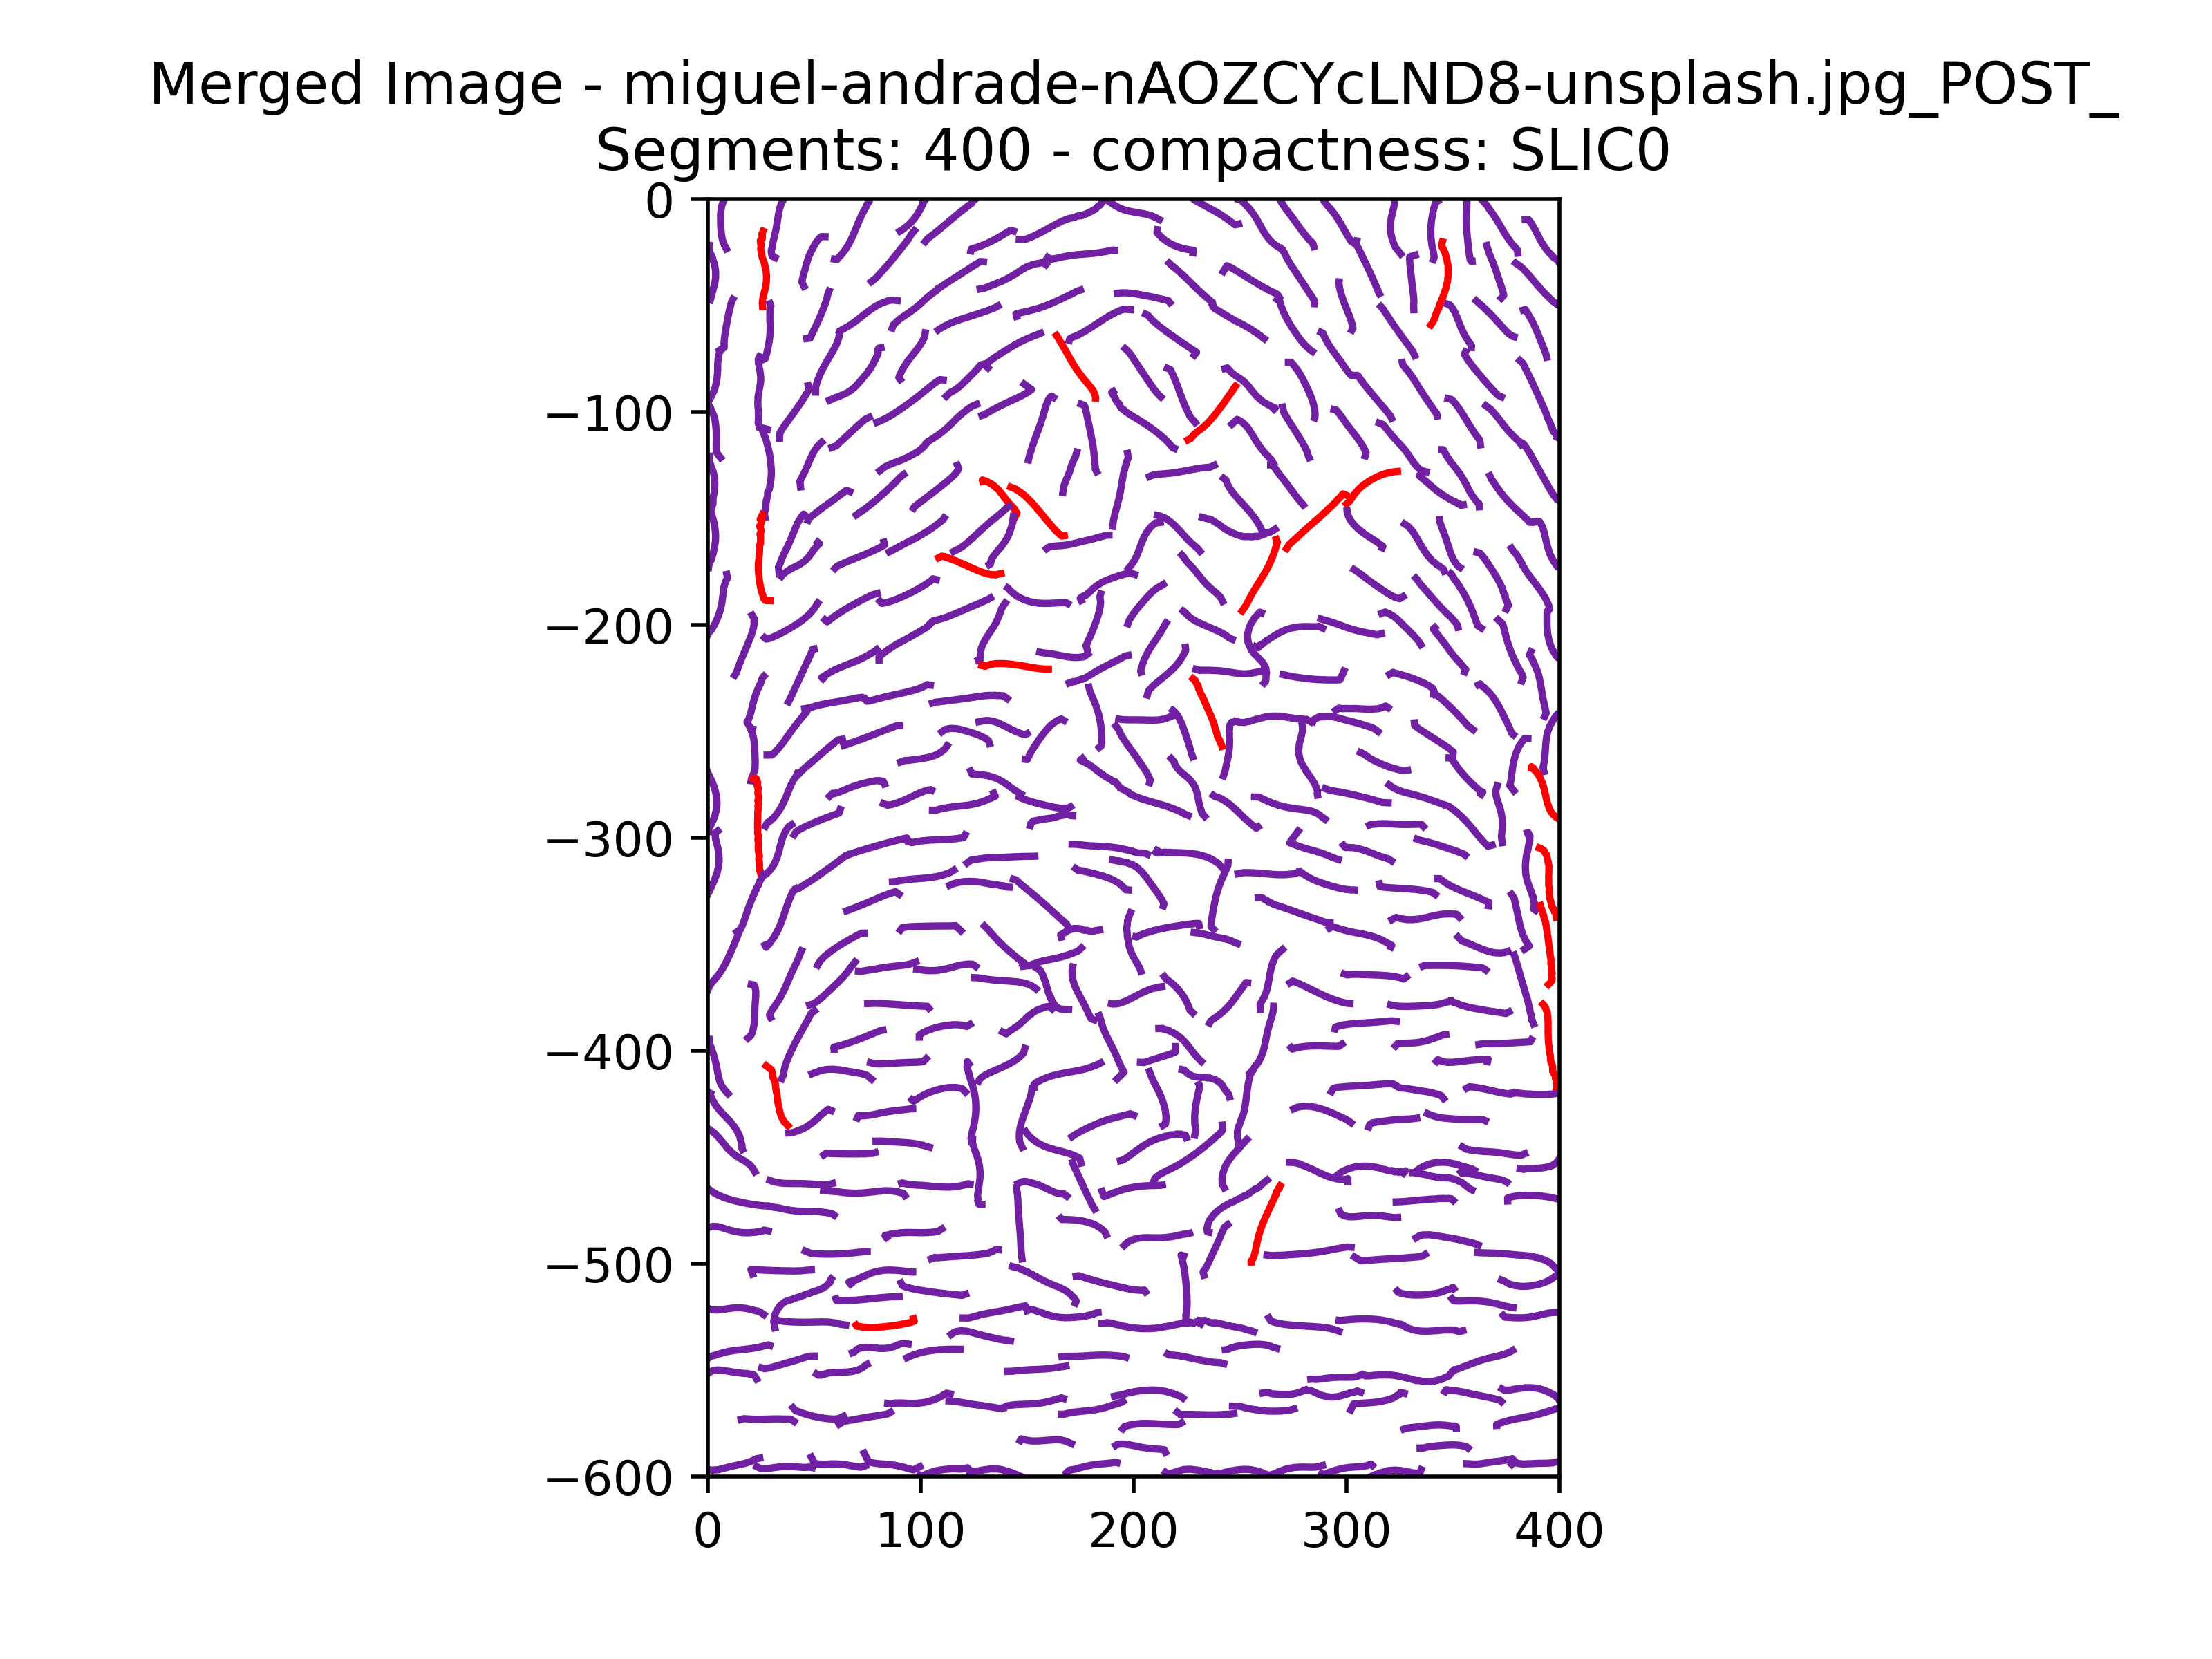 Merged Image - miguel-andrade-nAOZCYcLND8-unsplash.jpg_POST_
Segments: 400 - compactness: SLIC0
0
−100
−200
−300
−400
−500
−600
0 100 200 300 400